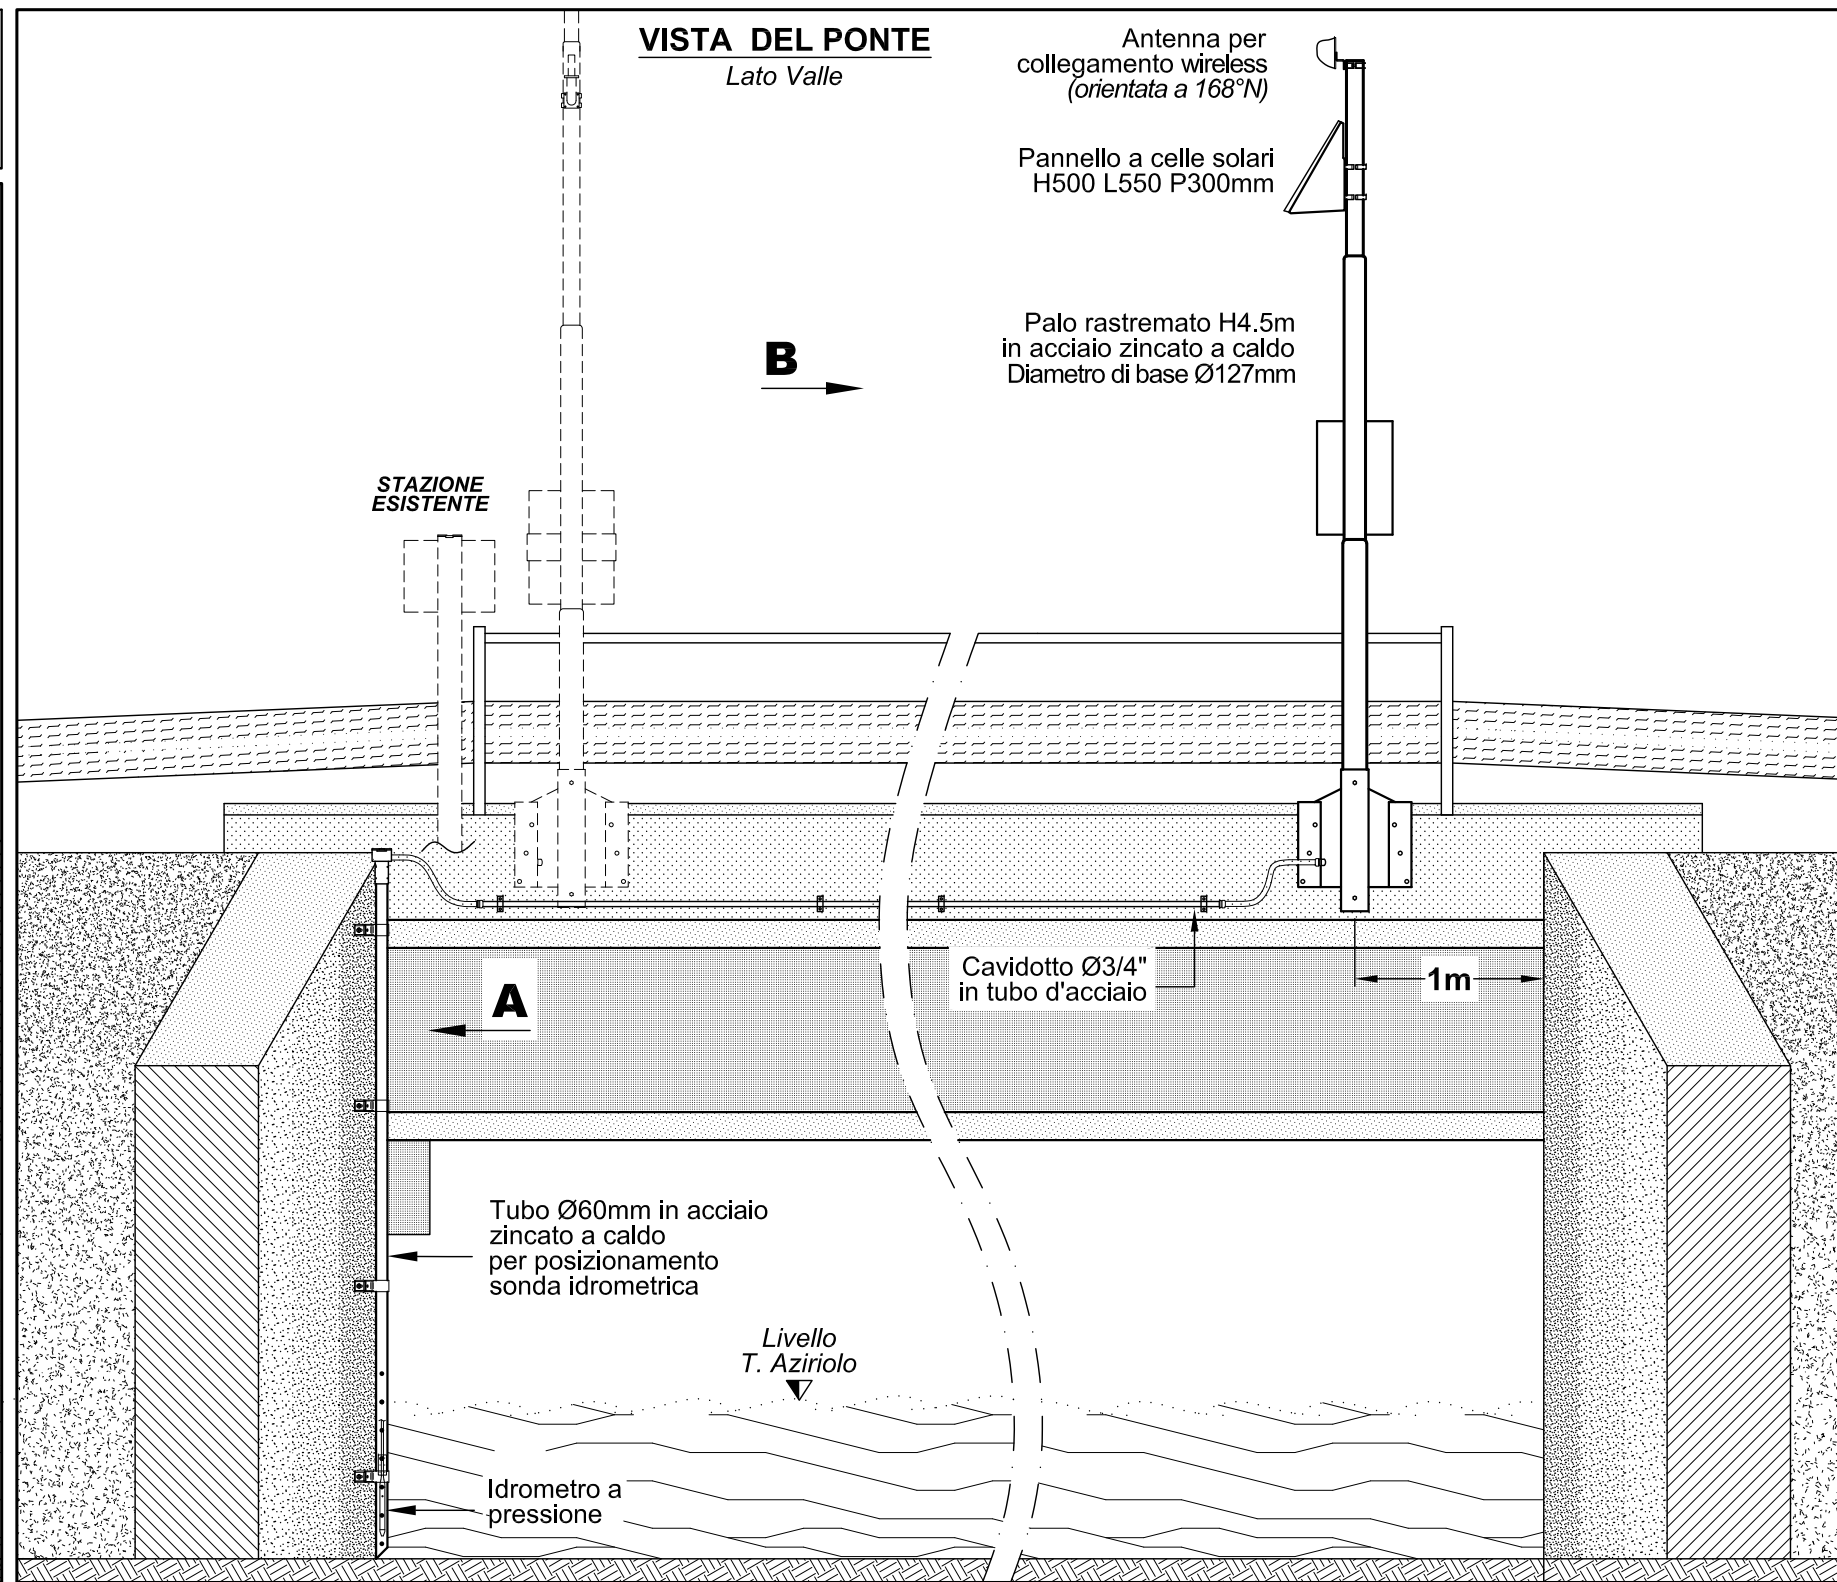 VISTA DEL PONTE
Lato Valle
Antenna per
collegamento wireless
(orientata a 168°N)
Pannello a celle solari
H500 L550 P300mm
Palo rastremato H4.5m
in acciaio zincato a caldo
Diametro di base Ø127mm
B
STAZIONE
ESISTENTE
Cavidotto Ø3/4"
in tubo d'acciaio
1m
A
Tubo Ø60mm in acciaio
zincato a caldo
per posizionamento
sonda idrometrica
Livello
T. Aziriolo
Idrometro a
pressione